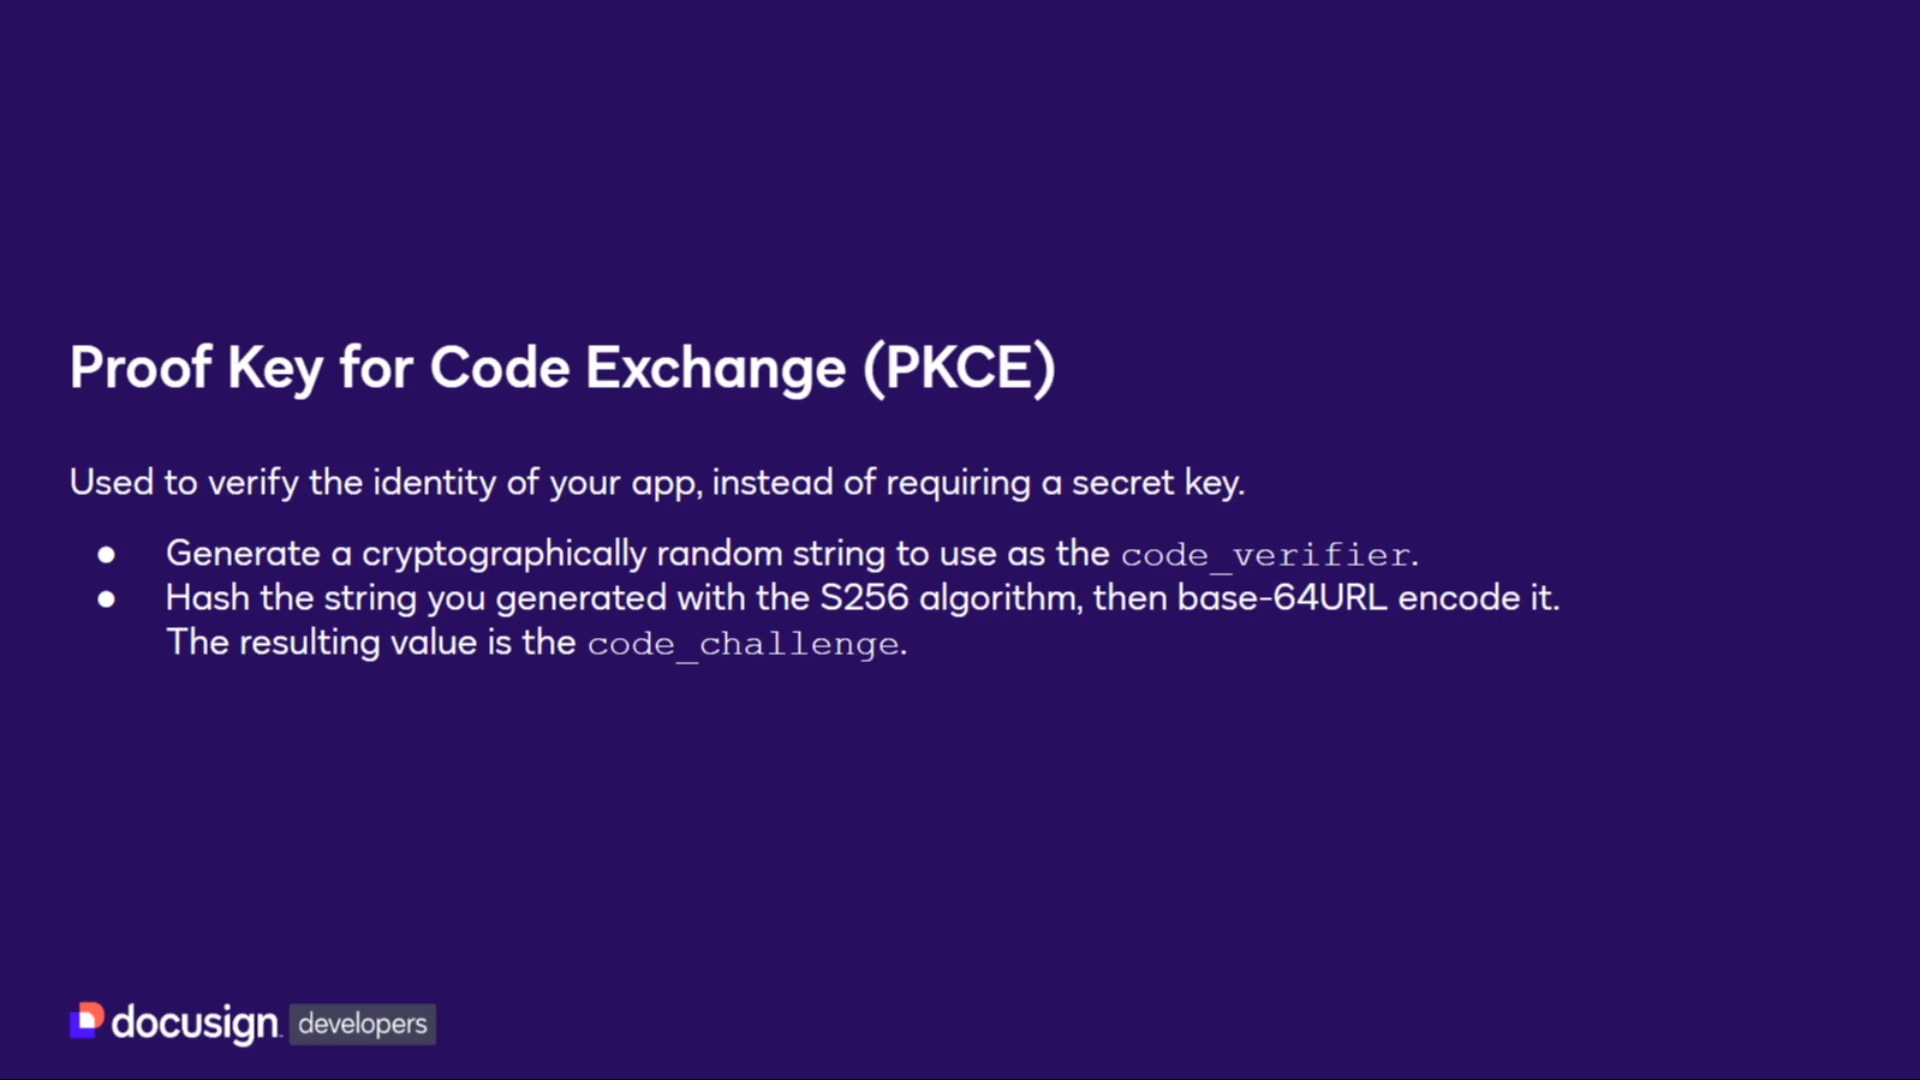 Proof Key for Code Exchange (PKCE)
Used to verify the identity of your app, instead of requiring a secret key.
● Generate a cryptographically random string to use as the code_verifier.
● Hash the string you generated with the S256 algorithm, then base-64URL encode it.
The resulting value is the code_challenge.
docusign developers